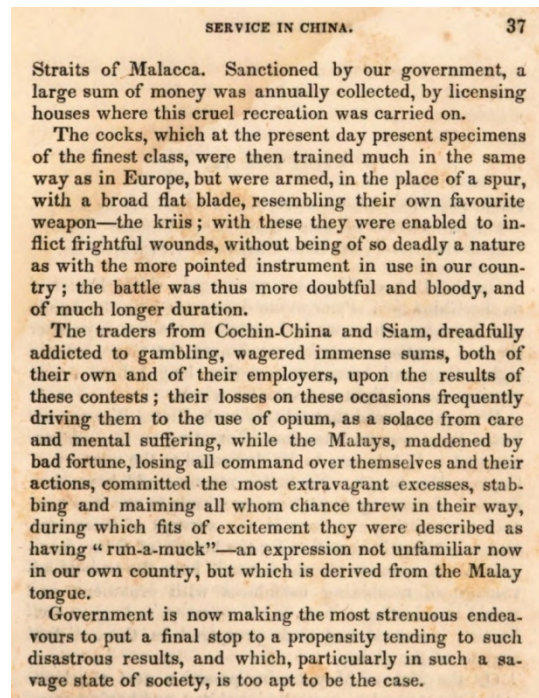 SERVICE IN CHINA. 37
Straits of Malacca. Sanctioned by our government, a
large sum of money was annually collected, by licensing
houses where this cruel recreation was carried on.
The cocks, which at the present day present specimens
of the finest class, were then trained much in the same
way as in Europe, but were armed, in the place of a spur,
with a broad flat blade, resembling their own favourite
weapon—the kriis; with these they were enabled to in-
flict frightful wounds, without being of so deadly a nature
as with the more pointed instrument in use in our coun-
try; the battle was thus more doubtful and bloody, and
of much longer duration.
The traders from Cochin-China and Siam, dreadfully
addicted to gambling, wagered immense sums, both of
their own and of their employers, upon the results of
these contests; their losses on these occasions frequently
driving them to the use of opium, as a solace from care
and mental suffering, while the Malays, maddened by
bad fortune, losing all command over themselves and their
actions, committed the most extravagant excesses, stab-
bing and maiming all whom chance threw in their way,
during which fits of excitement they were described as
having “run-a-muck”—an expression not unfamiliar now
in our own country, but which is derived from the Malay
tongue.
Government is now making the most strenuous endea-
vours to put a final stop to a propensity tending to such
disastrous results, and which, particularly in such a sa-
vage state of society, is too apt to be the case.